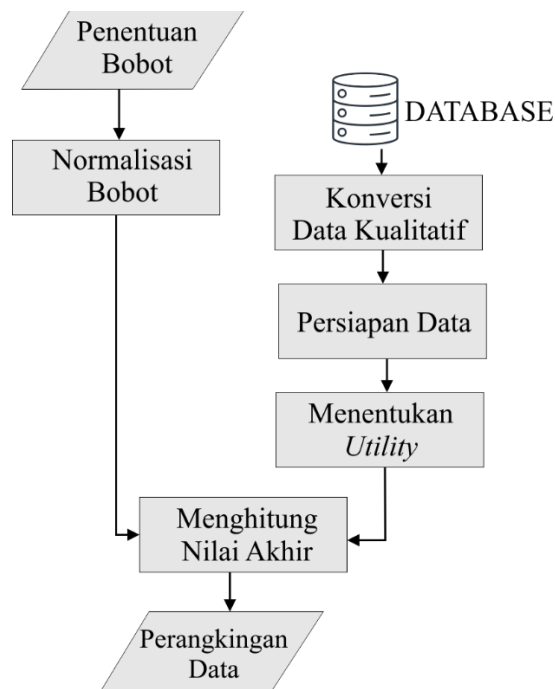 Penentuan
Bobot
Normalisasi
Bobot
DATABASE
Konversi
Data Kualitatif
Persiapan Data
Menentukan
Utility
Menghitung
Nilai Akhir
Perangkingan
Data